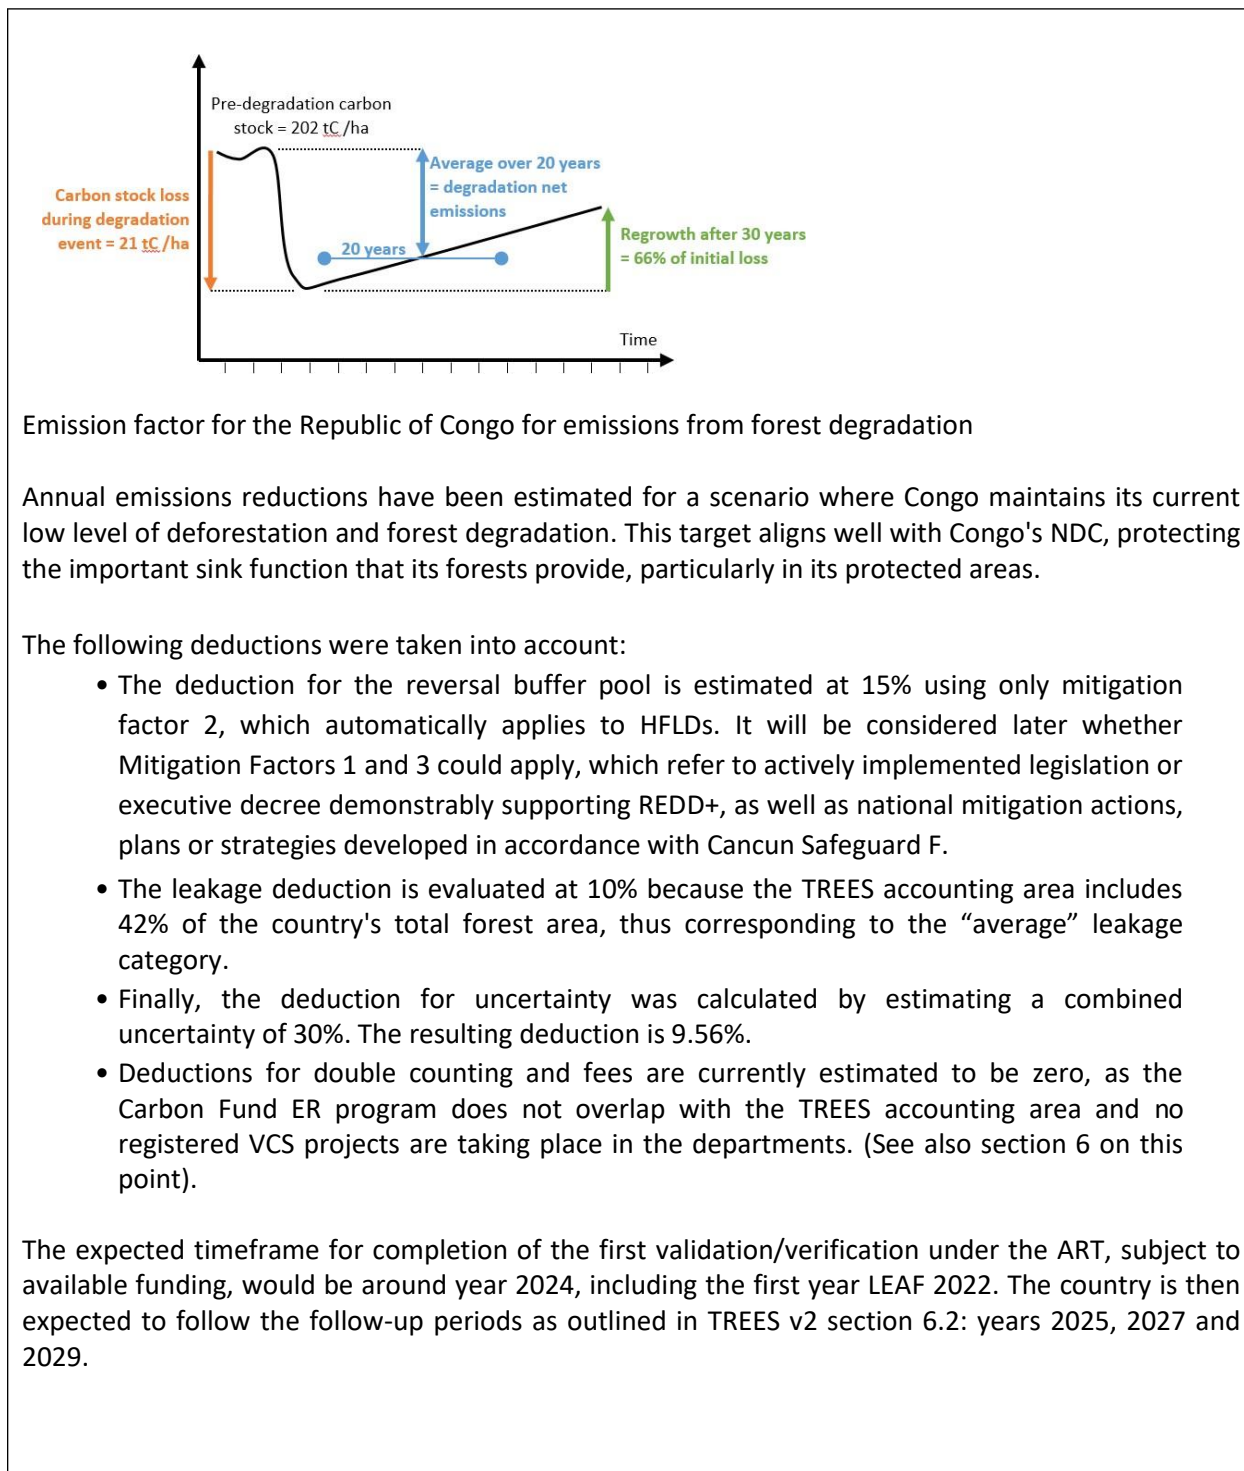 Pre-degradation carbon
stock = 202 tC /ha
Carbon stock loss
during degradation
event = 21 tC /ha
Average over 20 years
= degradation net
emissions
20 years
Regrowth after 30 years
= 66% of initial loss
Time
Emission factor for the Republic of Congo for emissions from forest degradation
Annual emissions reductions have been estimated for a scenario where Congo maintains its current
low level of deforestation and forest degradation. This target aligns well with Congo's NDC, protecting
the important sink function that its forests provide, particularly in its protected areas.
The following deductions were taken into account:
• The deduction for the reversal buffer pool is estimated at 15% using only mitigation
factor 2, which automatically applies to HFLDs. It will be considered later whether
Mitigation Factors 1 and 3 could apply, which refer to actively implemented legislation or
executive decree demonstrably supporting REDD+, as well as national mitigation actions,
plans or strategies developed in accordance with Cancun Safeguard F.
• The leakage deduction is evaluated at 10% because the TREES accounting area includes
42% of the country's total forest area, thus corresponding to the “average” leakage
category.
• Finally, the deduction for uncertainty was calculated by estimating a combined
uncertainty of 30%. The resulting deduction is 9.56%.
• Deductions for double counting and fees are currently estimated to be zero, as the
Carbon Fund ER program does not overlap with the TREES accounting area and no
registered VCS projects are taking place in the departments. (See also section 6 on this
point).
The expected timeframe for completion of the first validation/verification under the ART, subject to
available funding, would be around year 2024, including the first year LEAF 2022. The country is then
expected to follow the follow-up periods as outlined in TREES v2 section 6.2: years 2025, 2027 and
2029.